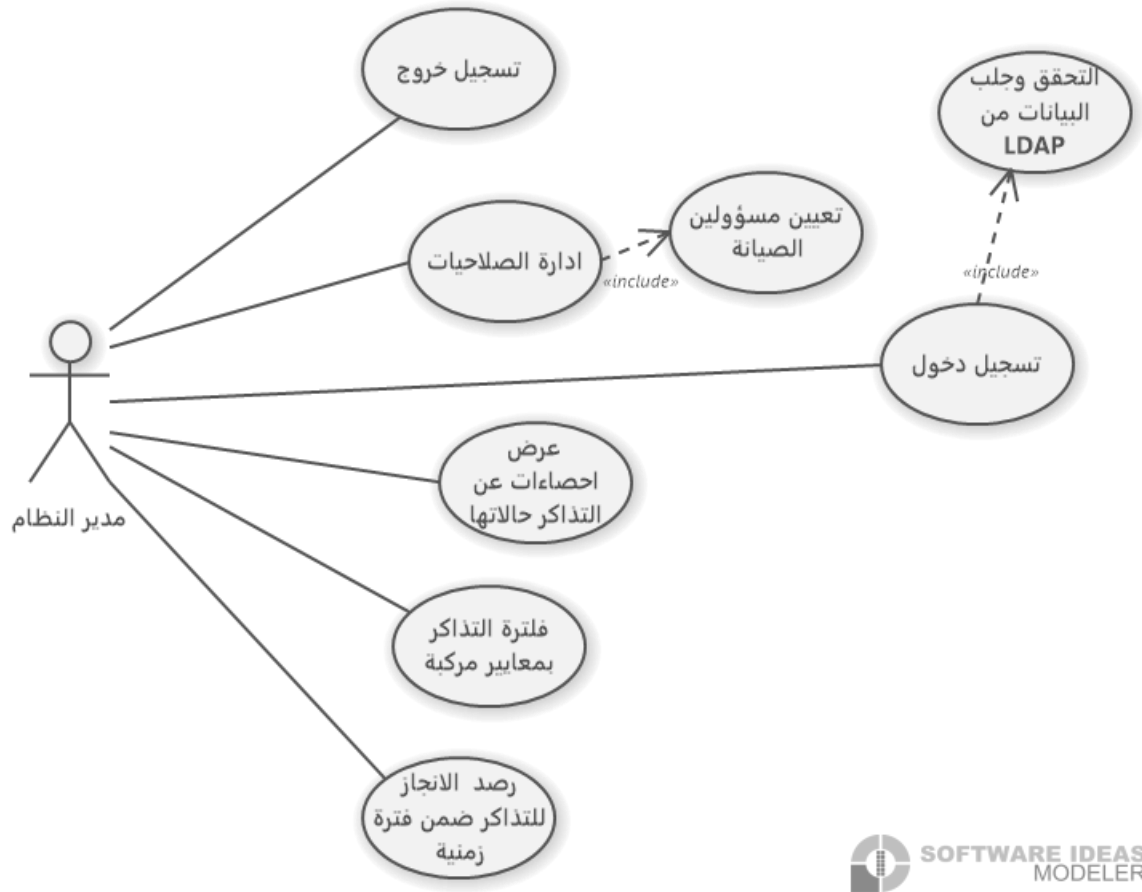 تسجيل خروج
التحقق وجلب
البيانات من
LDAP
تعيين مسؤولين
الصيانة
ادارة الصلاحيات
«include»
«include»
تسجيل دخول
عرض
احصاءات عن
التذاكر حالاتها
مدير النظام
فلترة التذاكر
بمعايير مركبة
رصد الانجاز
للتذاكر ضمن فترة
زمنية
SOFTWARE IDEAS
MODELER